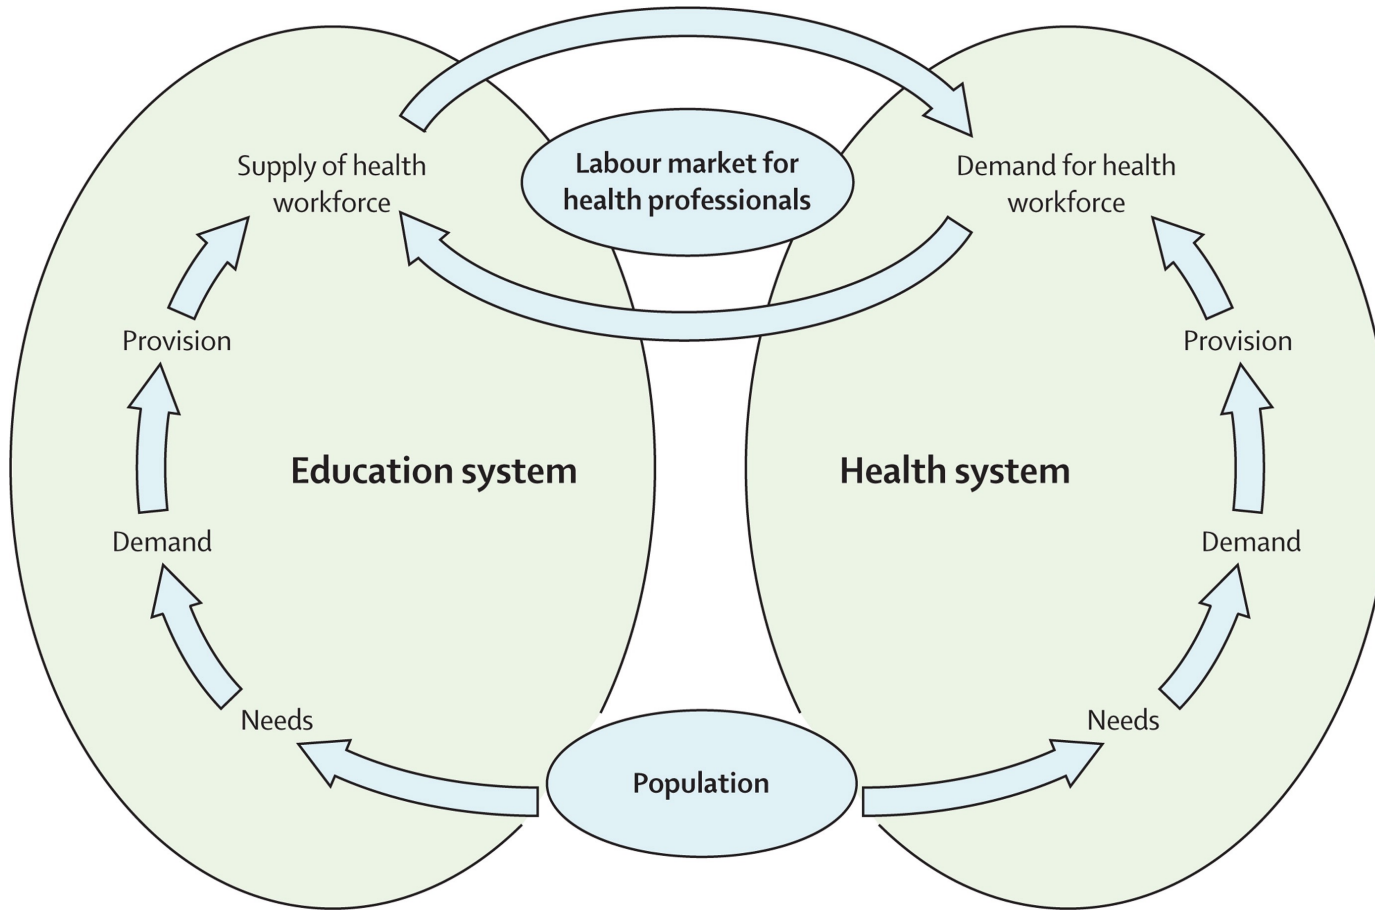 Labour market for
health professionals
Supply of health
workforce
Demand for health
workforce
Provision
Provision
Education system
Health system
Demand
Demand
Needs
Needs
Population